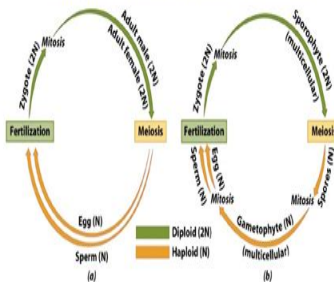 Zygote (2N)
Mitosis
Adult male (2N)
Adult female (2N)
Fertilization
Meiosis
Egg (N)
Sperm (N)
(a)
Diploid (2N)
Haploid (N)
Zygote (2N)
Mitosis
Sporophyte (2N)
(multicellular)
Fertilization
Meiosis
Spores (N)
Mitosis
Gametophyte (N)
(multicellular)
Mitosis
Egg (N)
Sperm (N)
(b)